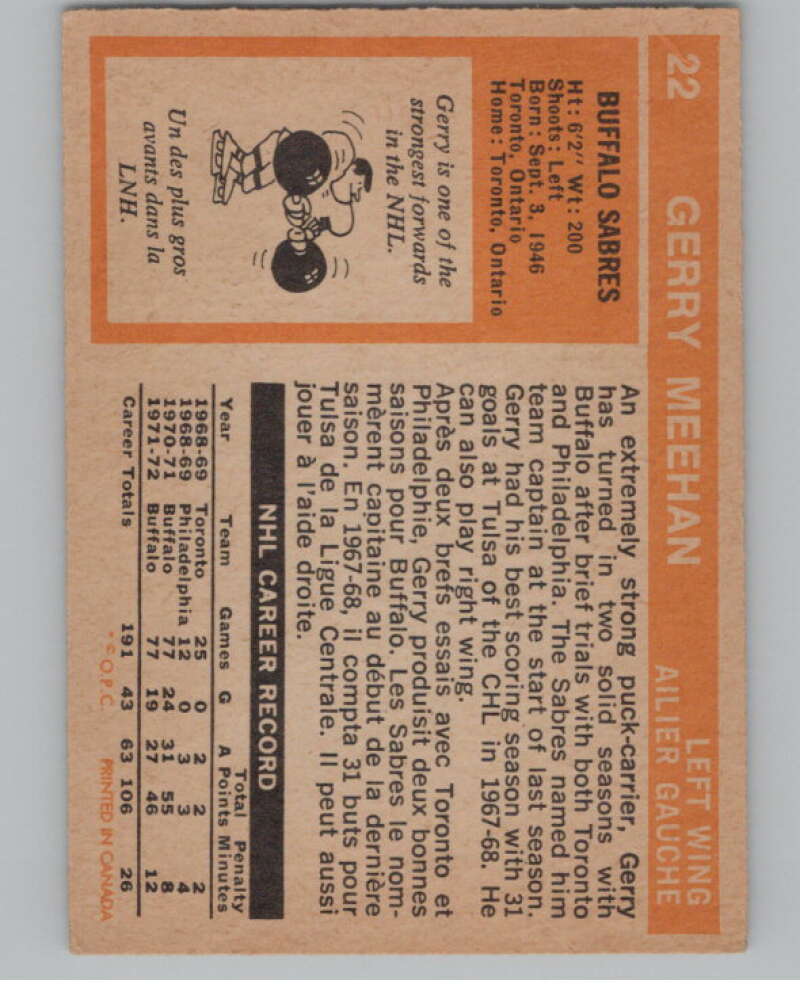 22 GERRY MEEHAN LEFT WING
AILIER GAUCHE
BUFFALO SABRES
Ht: 6'2" Wt: 200
Shoots: Left
Born: Sept. 3, 1946
Toronto, Ontario
Home: Toronto, Ontario
Gerry is one of the
strongest forwards
in the NHL.
Un des plus gros
avants dans la
LNH.
An extremely strong puck-carrier, Gerry
has turned in two solid seasons with
Buffalo after brief trials with both Toronto
and Philadelphia. The Sabres named him
team captain at the start of last season.
Gerry had his best scoring season with 31
goals at Tulsa of the CHL in 1967-68. He
can also play right wing.
Après deux brefs essais avec Toronto et
Philadelphie, Gerry produisit deux bonnes
saisons pour Buffalo. Les Sabres le nom-
mèrent capitaine au début de la dernière
saison. En 1967-68, il compta 31 buts pour
Tulsa de la Ligue Centrale. Il peut aussi
jouer à l'aide droite.
NHL CAREER RECORD
Total Penalty
Year Team Games G A Points Minutes
1968-69 Toronto 25 0 2 2 2
1968-69 Philadelphia 12 0 3 3 4
1970-71 Buffalo 77 24 31 55 8
1971-72 Buffalo 77 19 27 46 12
Career Totals 191 43 63 106 26
* © O.P.C. PRINTED IN CANADA